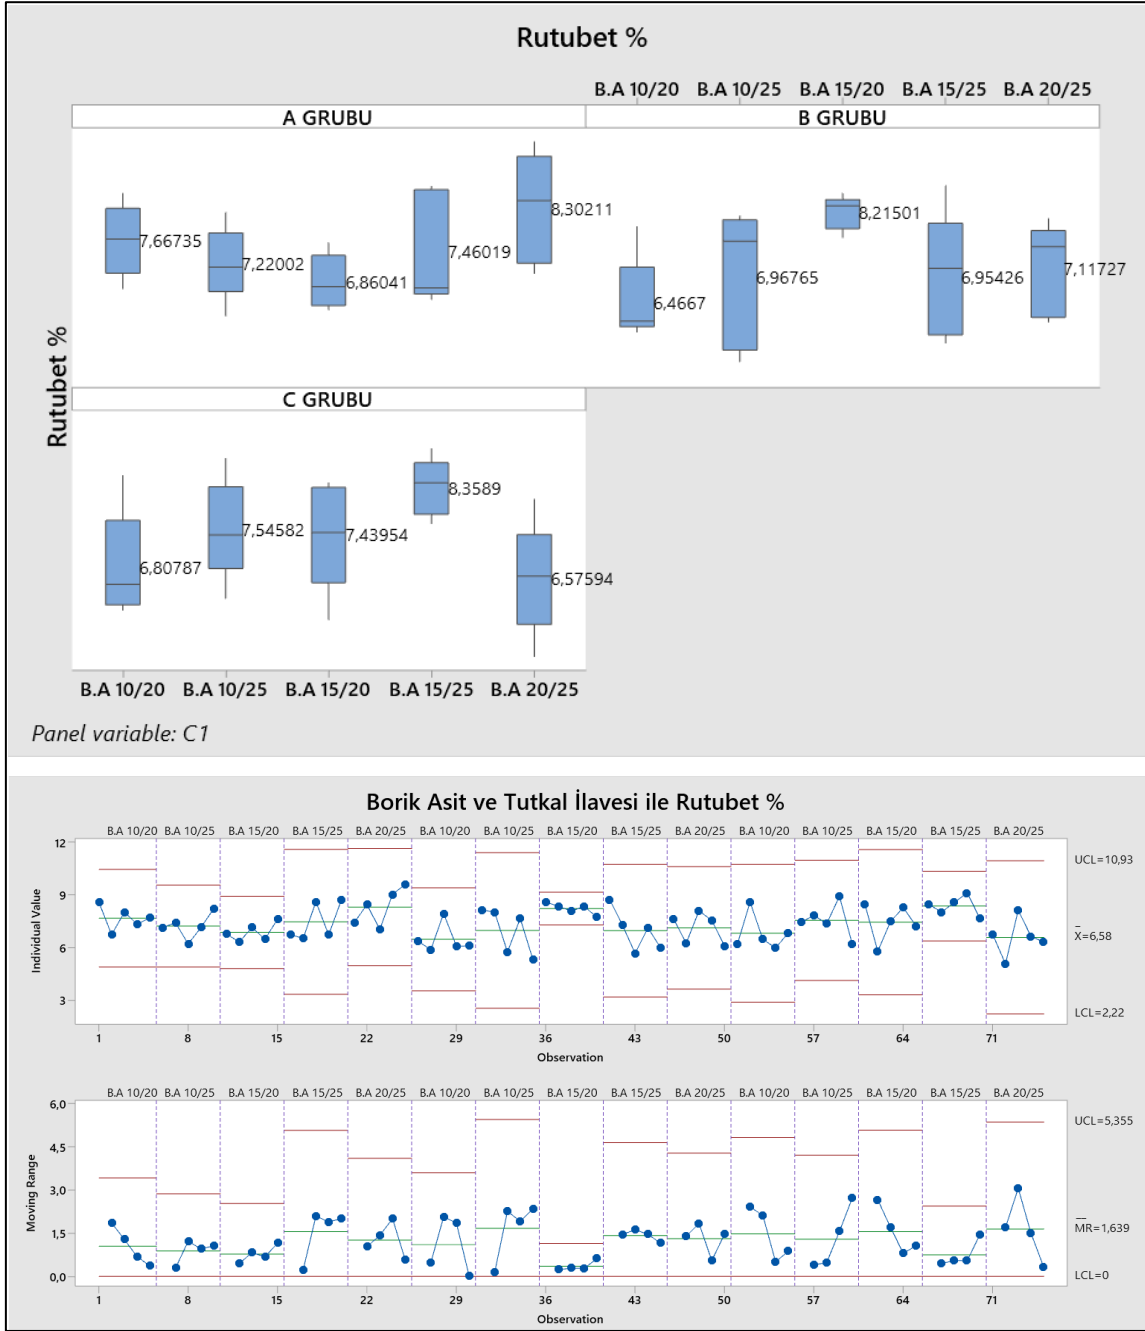 Rutubet %
B.A 10/20 B.A 10/25 B.A 15/20 B.A 15/25 B.A 20/25
A GRUBU B GRUBU
7,66735 7,22002 6,86041 7,46019 8,30211 6,4667 6,96765 8,21501 6,95426 7,11727
Rutubet %
C GRUBU
6,80787 7,54582 7,43954 8,3589 6,57594
B.A 10/20 B.A 10/25 B.A 15/20 B.A 15/25 B.A 20/25
Panel variable: C1
Borik Asit ve Tutkal İlavesi ile Rutubet %
B.A 10/20 B.A 10/25 B.A 15/20 B.A 15/25 B.A 20/25 B.A 10/20 B.A 10/25 B.A 15/20 B.A 15/25 B.A 20/25 B.A 10/20 B.A 10/25 B.A 15/20 B.A 15/25 B.A 20/25
12
9
6
3
Individual Value
UCL=10,93
X=6,58
LCL=2,22
1 8 15 22 29 36 43 50 57 64 71
Observation
B.A 10/20 B.A 10/25 B.A 15/20 B.A 15/25 B.A 20/25 B.A 10/20 B.A 10/25 B.A 15/20 B.A 15/25 B.A 20/25 B.A 10/20 B.A 10/25 B.A 15/20 B.A 15/25 B.A 20/25
6,0
4,5
3,0
1,5
0,0
Moving Range
UCL=5,355
MR=1,639
LCL=0
1 8 15 22 29 36 43 50 57 64 71
Observation